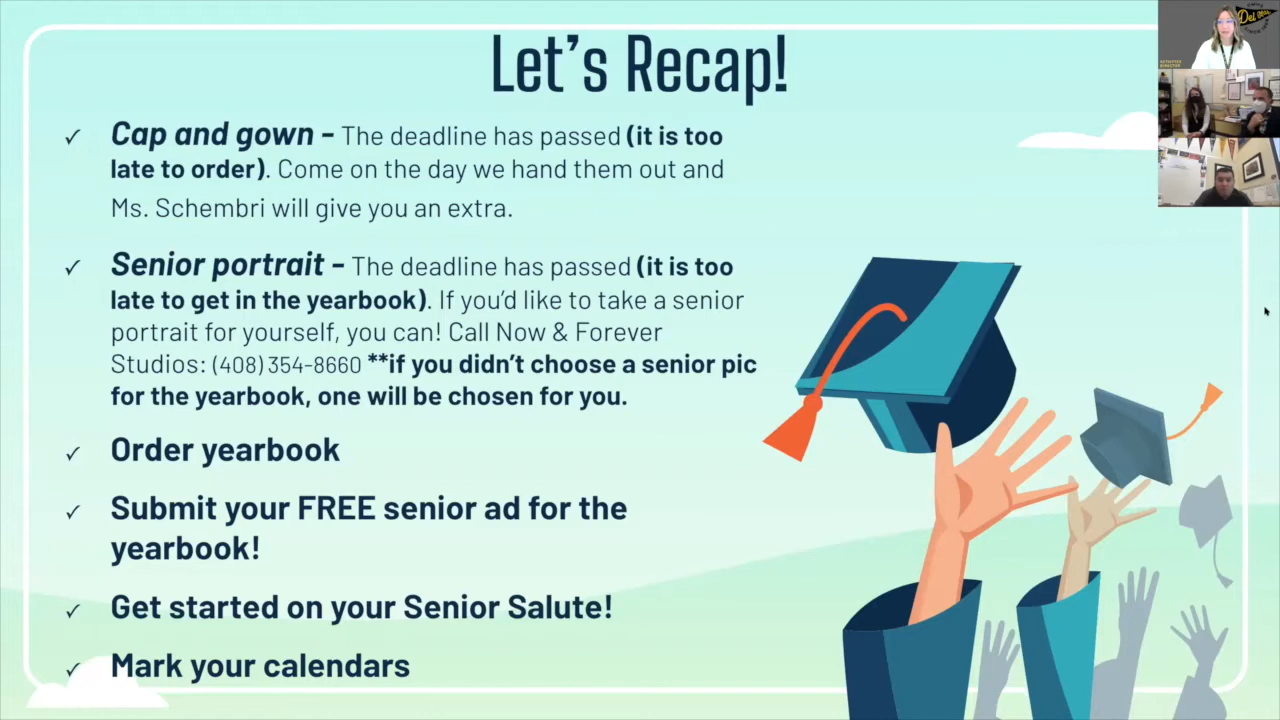 Let's Recap!
✓ Cap and gown - The deadline has passed (it is too
late to order). Come on the day we hand them out and
Ms. Schembri will give you an extra.
✓ Senior portrait - The deadline has passed (it is too
late to get in the yearbook). If you'd like to take a senior
portrait for yourself, you can! Call Now & Forever
Studios: (408) 354-8660 **if you didn't choose a senior pic
for the yearbook, one will be chosen for you.
✓ Order yearbook
✓ Submit your FREE senior ad for the
yearbook!
✓ Get started on your Senior Salute!
✓ Mark your calendars
Del Mar